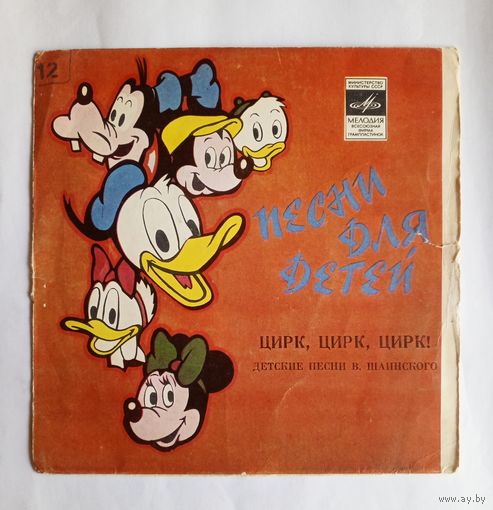 12
МИНИСТЕРСТВО
КУЛЬТУРЫ СССР
МЕЛОДИЯ
ВСЕСОЮЗНАЯ
ФИРМА
ГРАМПЛАСТИНОК
ПЕСНИ
ДЛЯ
ДЕТЕЙ
ЦИРК, ЦИРК, ЦИРК!
ДЕТСКИЕ ПЕСНИ В. ШАИНСКОГО
www.ay.by